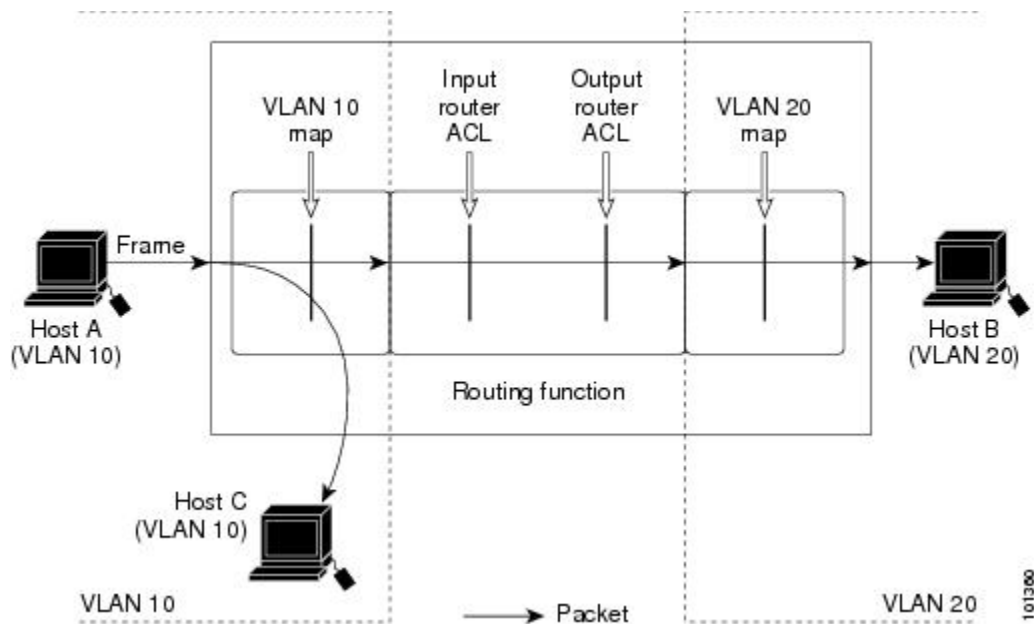 VLAN 10
map
Input
router
ACL
Output
router
ACL
VLAN 20
map
Frame
Host A
(VLAN 10)
Host B
(VLAN 20)
Routing function
Host C
(VLAN 10)
VLAN 10
Packet
VLAN 20
101360